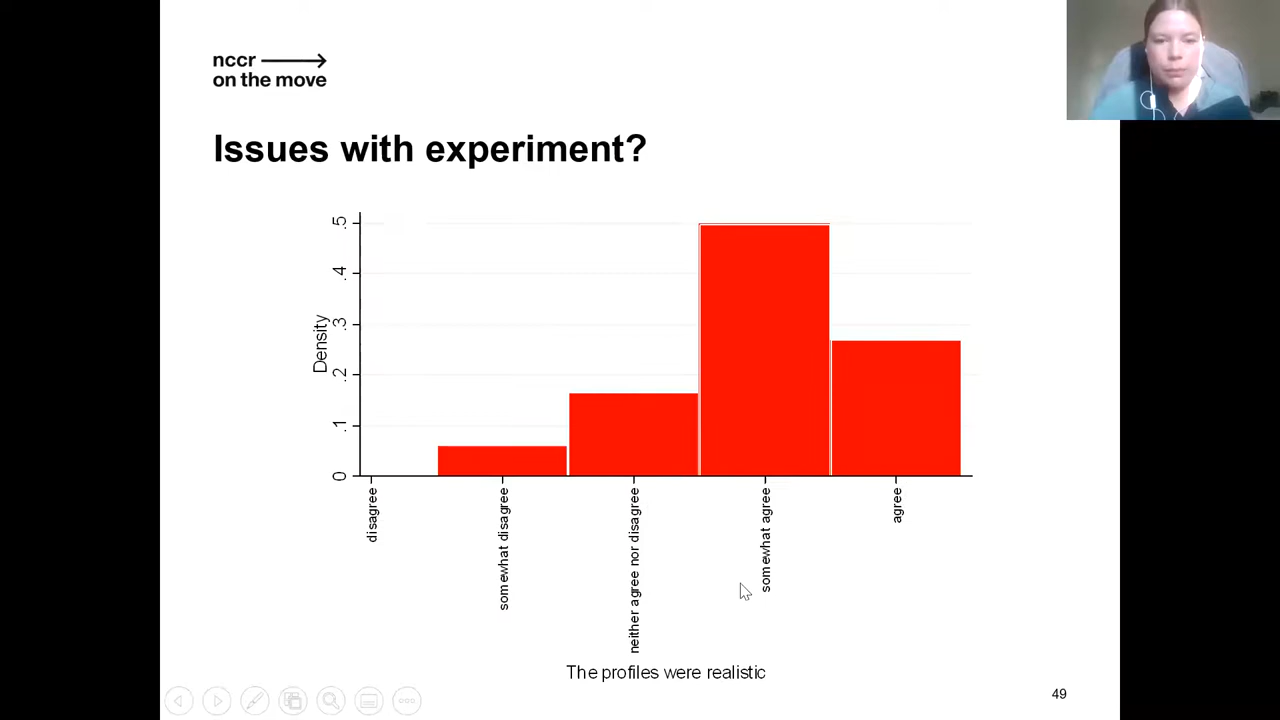 nccr
on the move
Issues with experiment?
Density
.5
.4
.3
.2
.1
0
disagree
somewhat disagree
neither agree nor disagree
somewhat agree
agree
The profiles were realistic
49